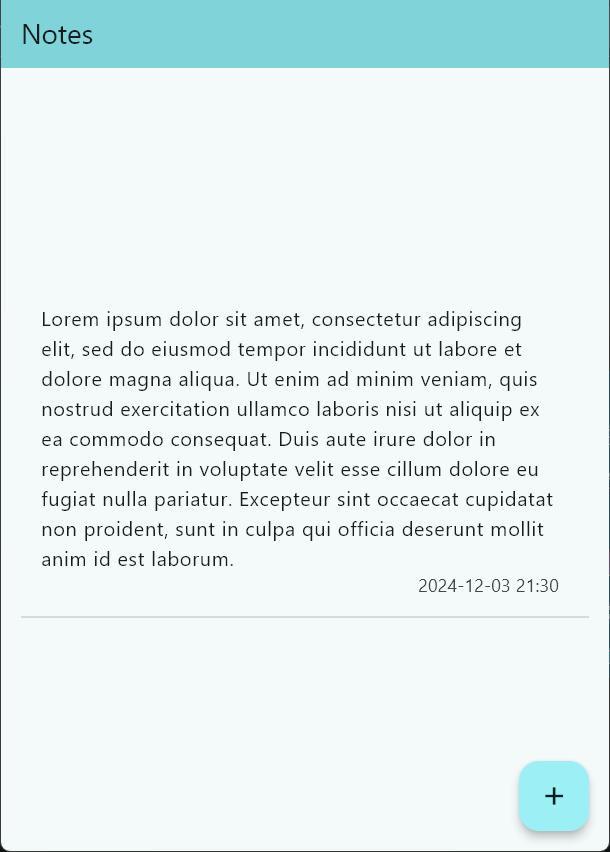 Notes
Lorem ipsum dolor sit amet, consectetur adipiscing
elit, sed do eiusmod tempor incididunt ut labore et
dolore magna aliqua. Ut enim ad minim veniam, quis
nostrud exercitation ullamco laboris nisi ut aliquip ex
ea commodo consequat. Duis aute irure dolor in
reprehenderit in voluptate velit esse cillum dolore eu
fugiat nulla pariatur. Excepteur sint occaecat cupidatat
non proident, sunt in culpa qui officia deserunt mollit
anim id est laborum.
2024-12-03 21:30
+